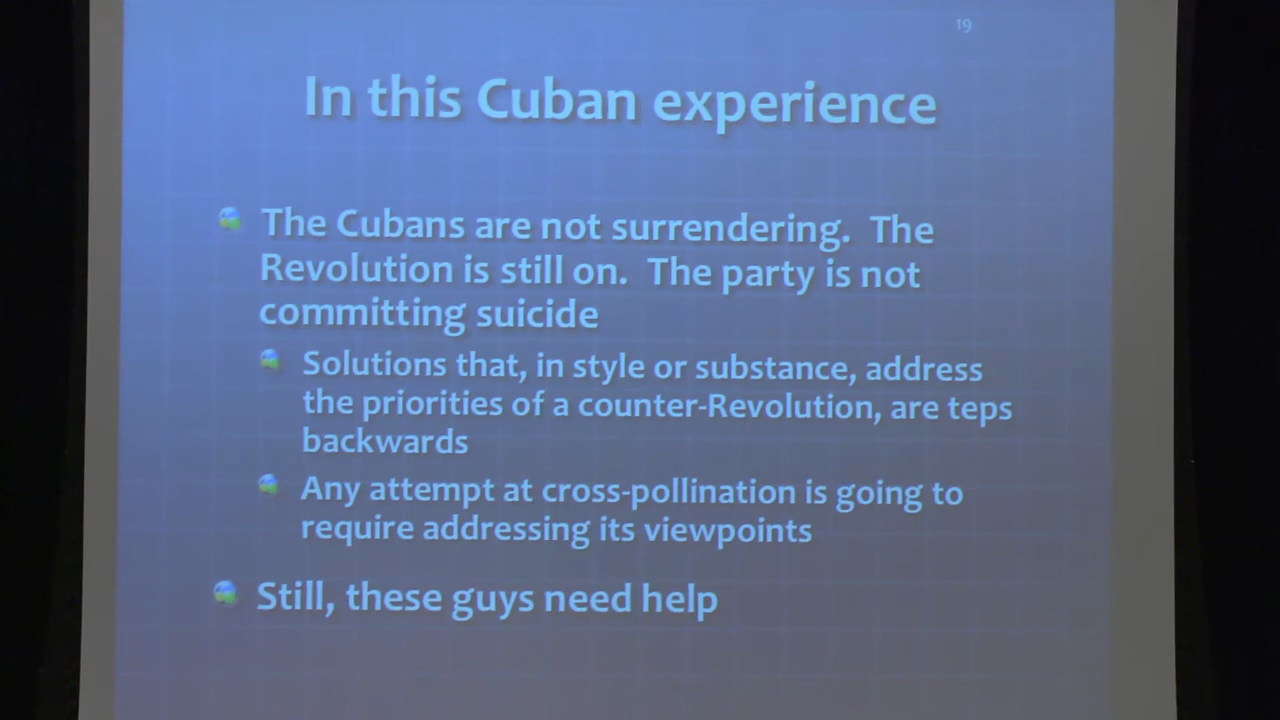 19
In this Cuban experience
The Cubans are not surrendering. The
Revolution is still on. The party is not
committing suicide
Solutions that, in style or substance, address
the priorities of a counter-Revolution, are teps
backwards
Any attempt at cross-pollination is going to
require addressing its viewpoints
Still, these guys need help